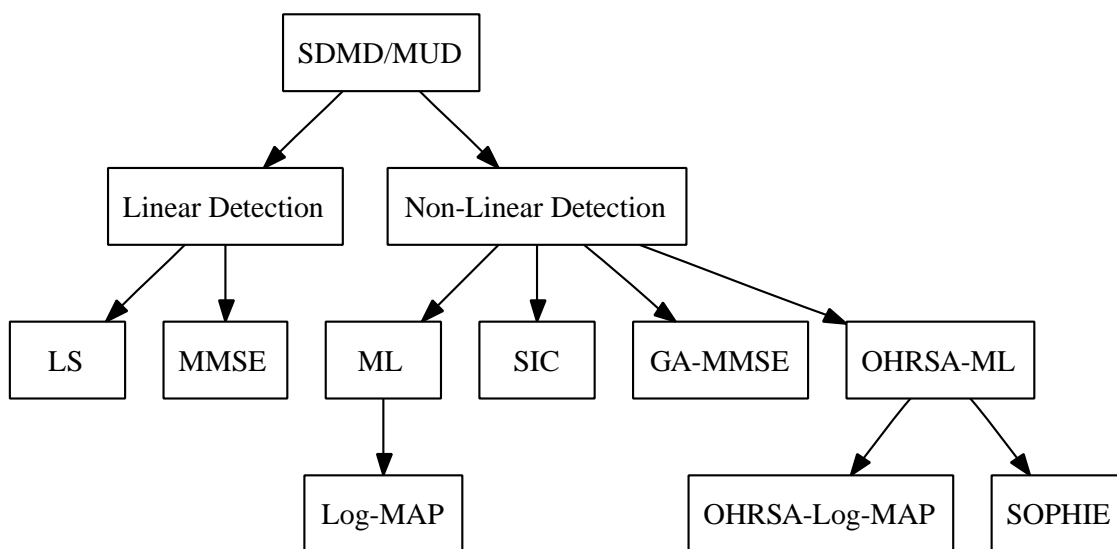 SDMD/MUD
Linear Detection
Non-Linear Detection
LS
MMSE
ML
SIC
GA-MMSE
OHRSA-ML
Log-MAP
OHRSA-Log-MAP
SOPHIE